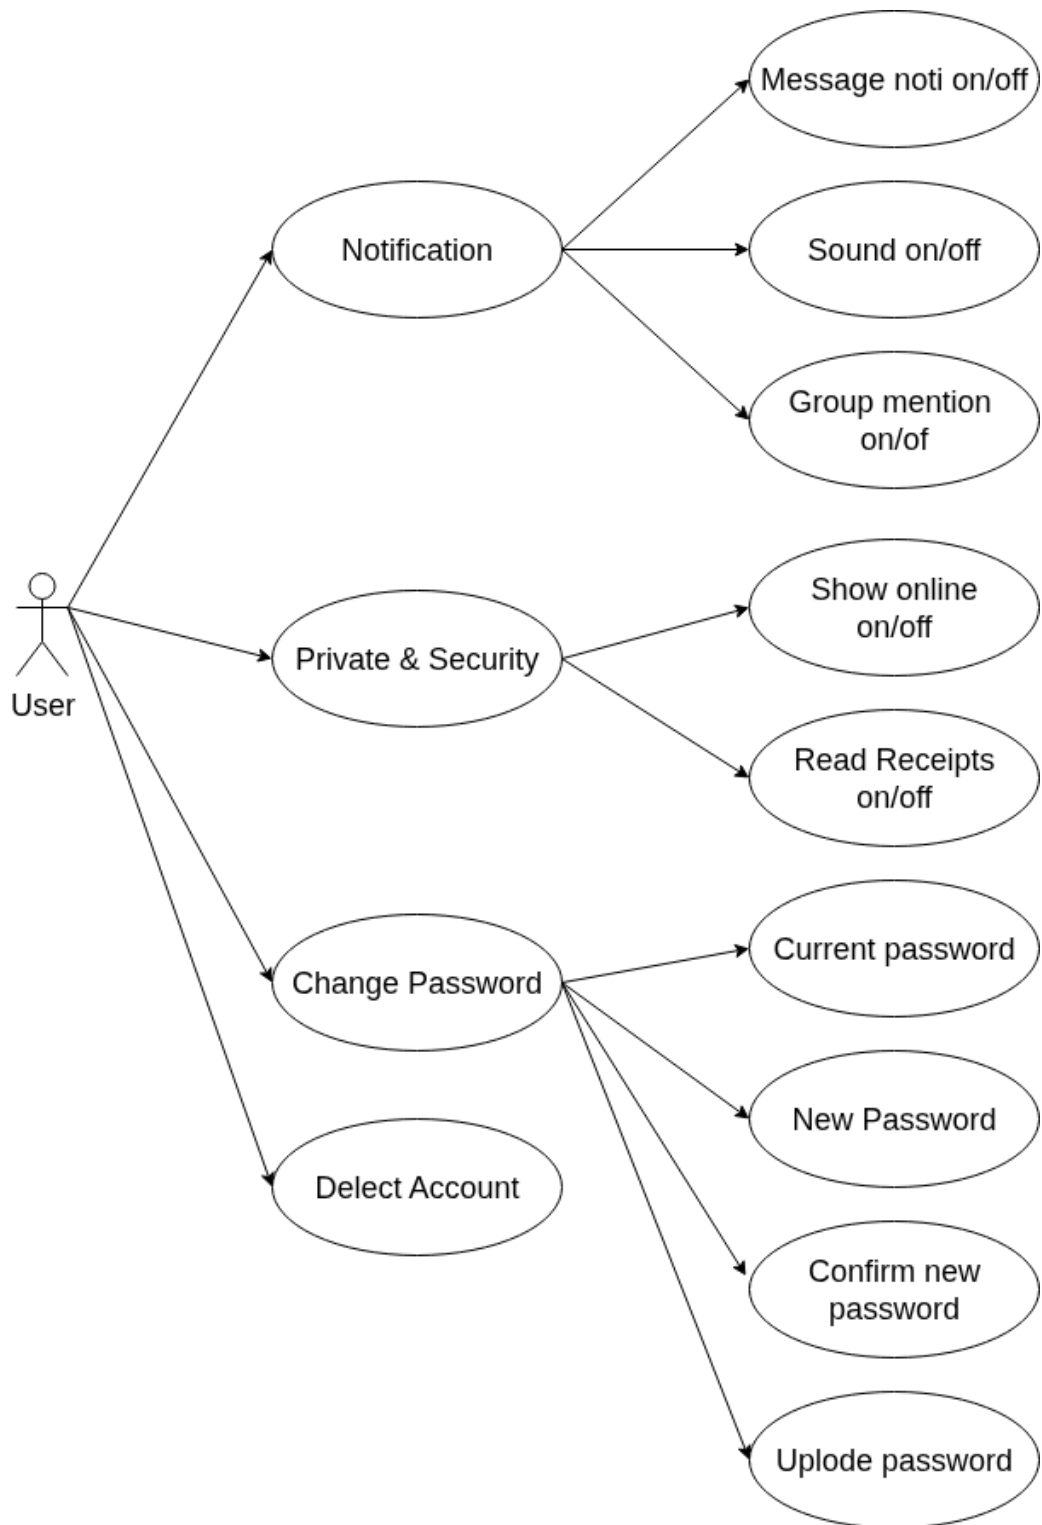 Message noti on/off
Notification
Sound on/off
Group mention
on/of
Show online
on/off
User
Private & Security
Read Receipts
on/off
Change Password
Current password
New Password
Delect Account
Confirm new
password
Uplode password